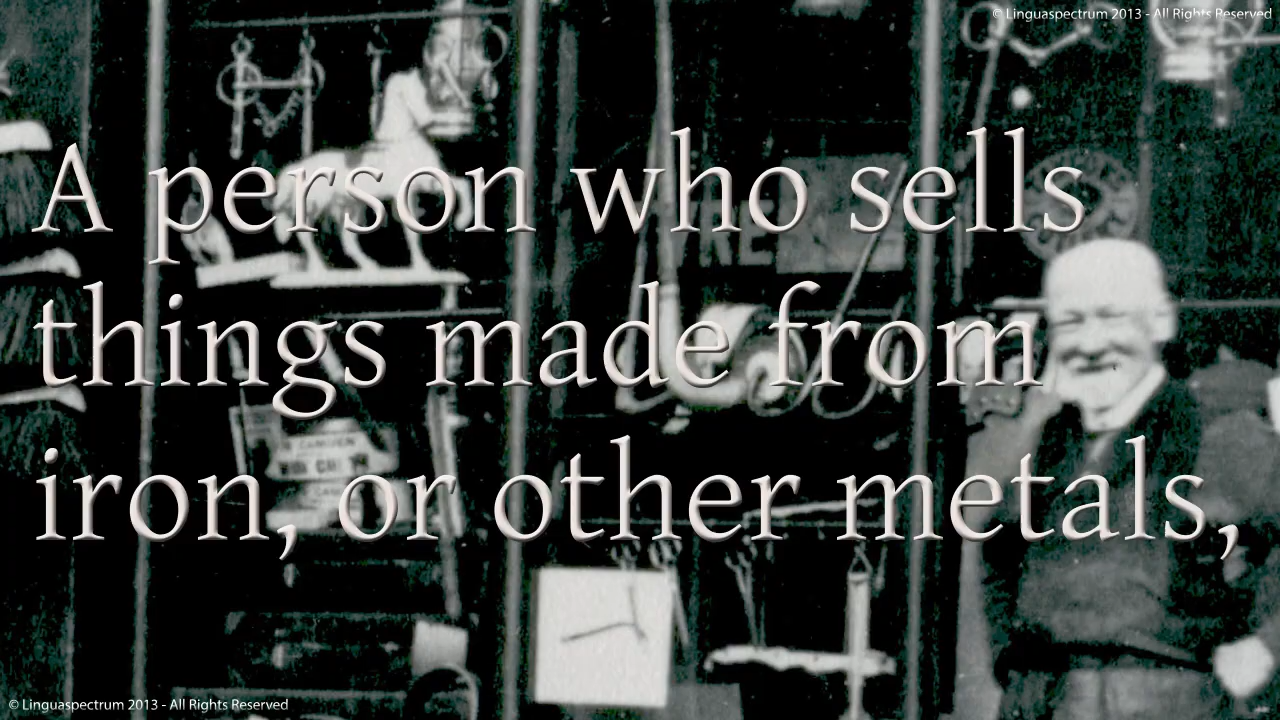 © Linguaspectrum 2013 - All Rights Reserved
A person who sells
things made from
iron, or other metals,
© Linguaspectrum 2013 - All Rights Reserved